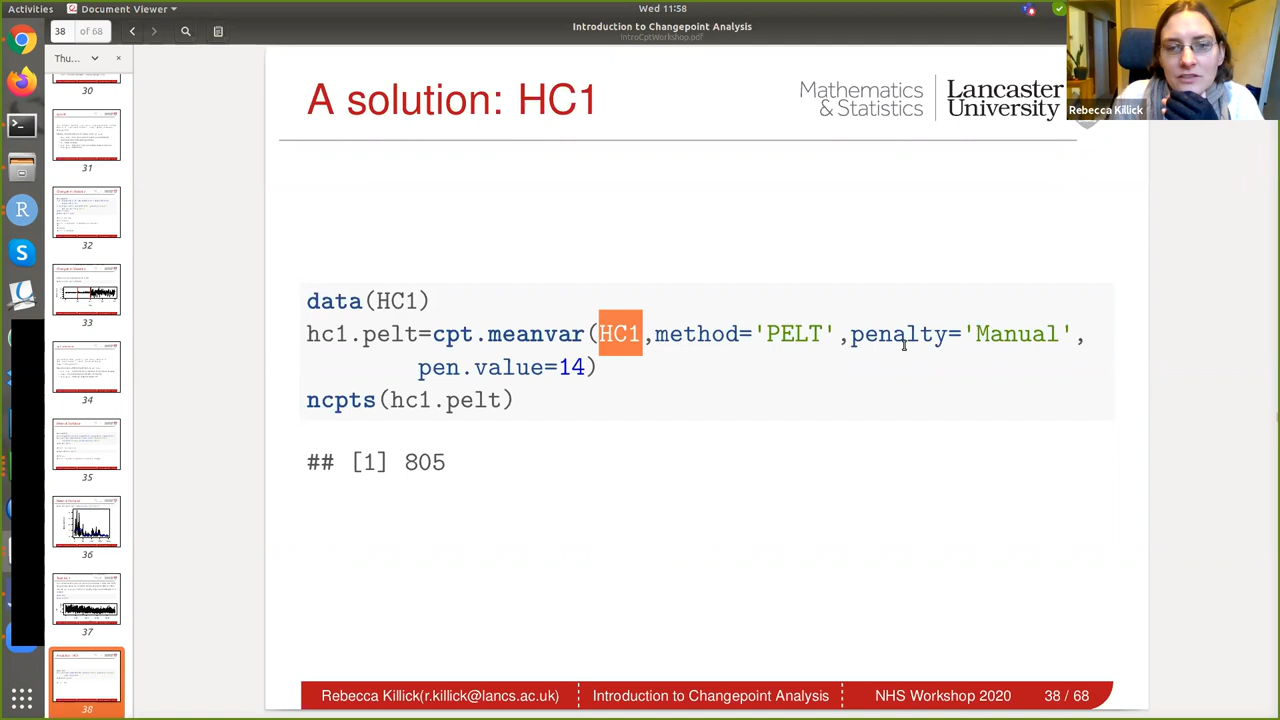 Activities
Document Viewer
Wed 11:58
38
of 68
Introduction to Changepoint Analysis
IntroCptWorkshop.pdf
Thu...
30
31
32
33
34
35
36
37
38
A solution: HC1
Mathematics
& Statistics
Lancaster
University
Rebecca Killick
data(HC1)
hc1.pelt=cpt.meanvar(HC1,method='PELT',penalty='Manual',
pen.value=14)
ncpts(hc1.pelt)
## [1] 805
Rebecca Killick(r.killick@lancs.ac.uk)
Introduction to Changepoint Analysis
NHS Workshop 2020
38 / 68